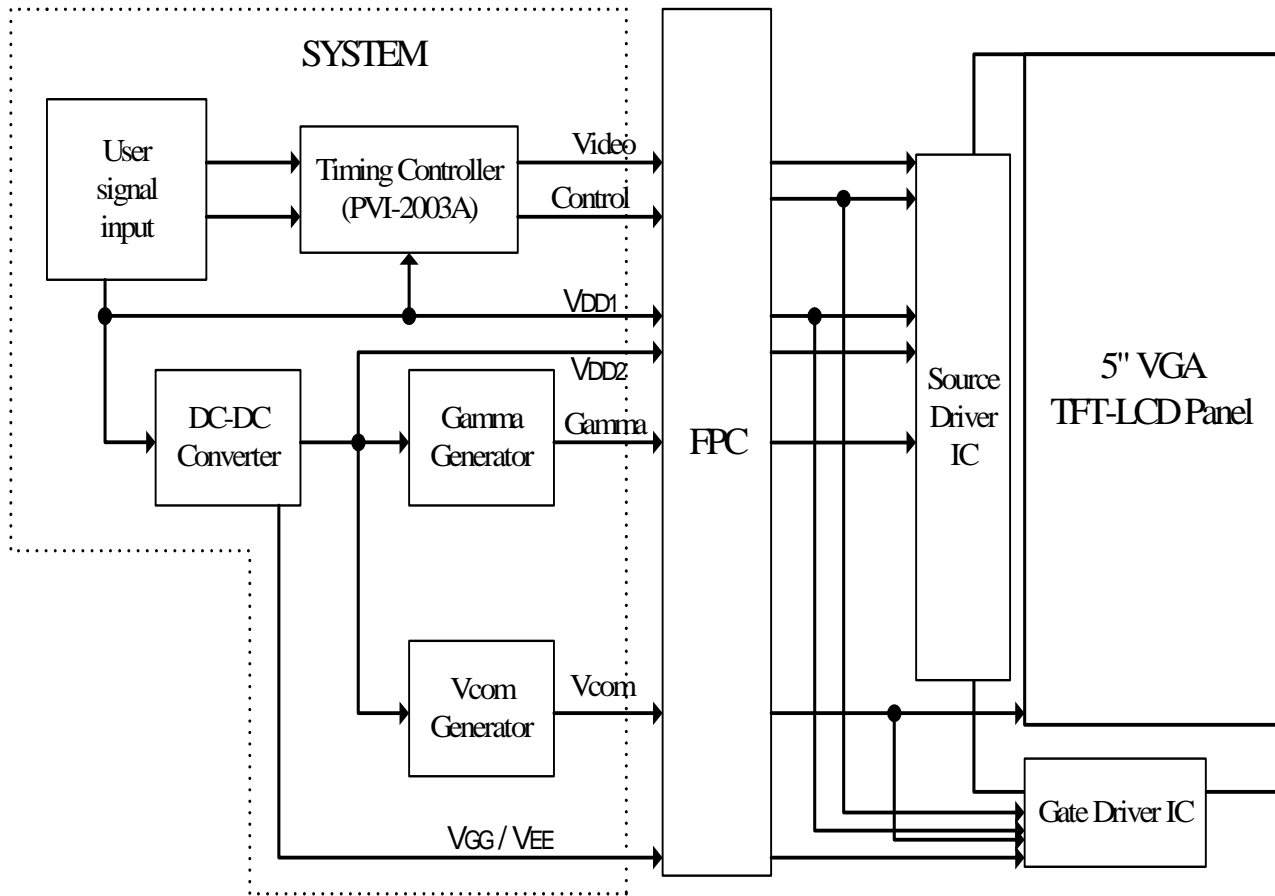 SYSTEM
User
signal
input
Timing Controller
(PVI-2003A)
Video
Control
VDD1
VDD2
DC-DC
Converter
Gamma
Generator
Gamma
FPC
Source
Driver
IC
5" VGA
TFT-LCD Panel
Vcom
Generator
Vcom
Gate Driver IC
VGG / VEE